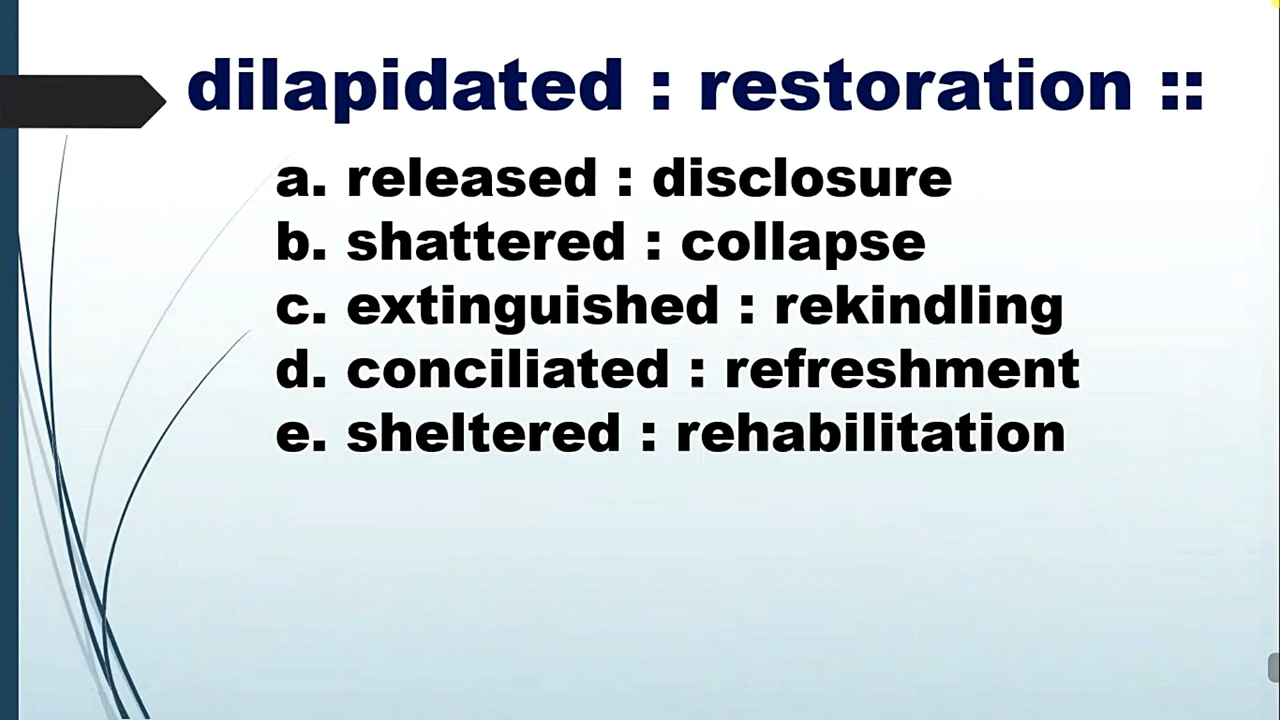 dilapidated : restoration ::
a. released : disclosure
b. shattered : collapse
c. extinguished : rekindling
d. conciliated : refreshment
e. sheltered : rehabilitation